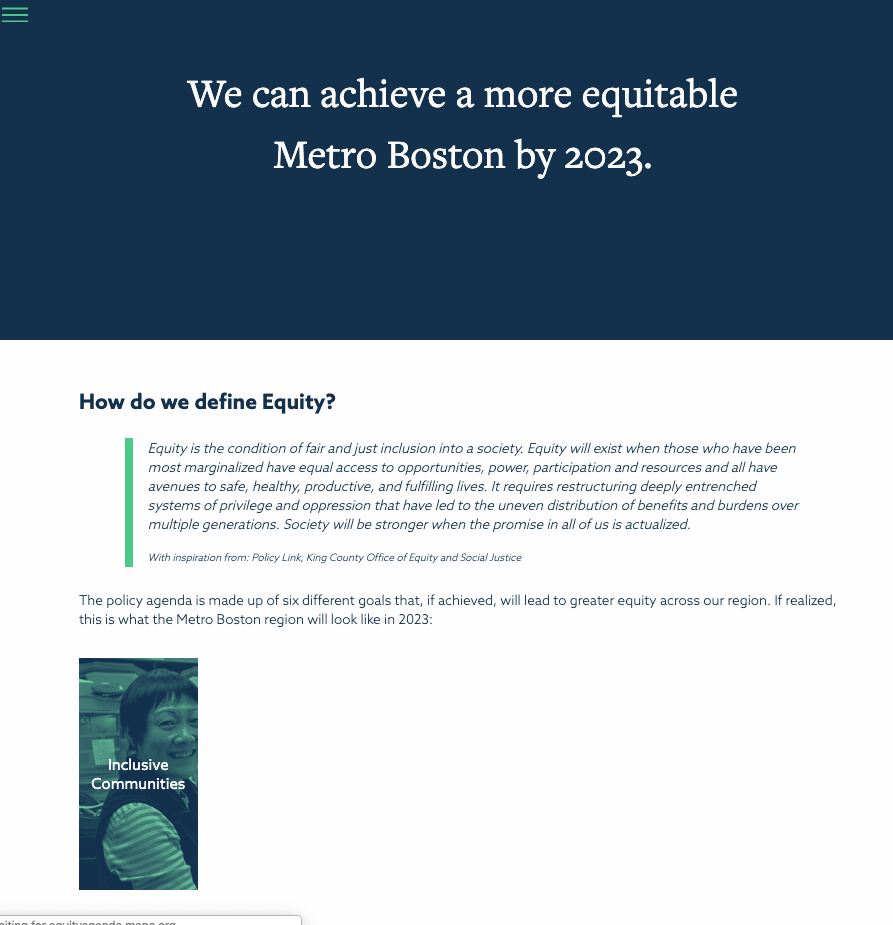 We can achieve a more equitable
Metro Boston by 2023.
How do we define Equity?
Equity is the condition of fair and just inclusion into a society. Equity will exist when those who have been
most marginalized have equal access to opportunities, power, participation and resources and all have
avenues to safe, healthy, productive, and fulfilling lives. It requires restructuring deeply entrenched
systems of privilege and oppression that have led to the uneven distribution of benefits and burdens over
multiple generations. Society will be stronger when the promise in all of us is actualized.
With inspiration from: Policy Link, King County Office of Equity and Social Justice
The policy agenda is made up of six different goals that, if achieved, will lead to greater equity across our region. If realized,
this is what the Metro Boston region will look like in 2023:
Inclusive
Communities
for